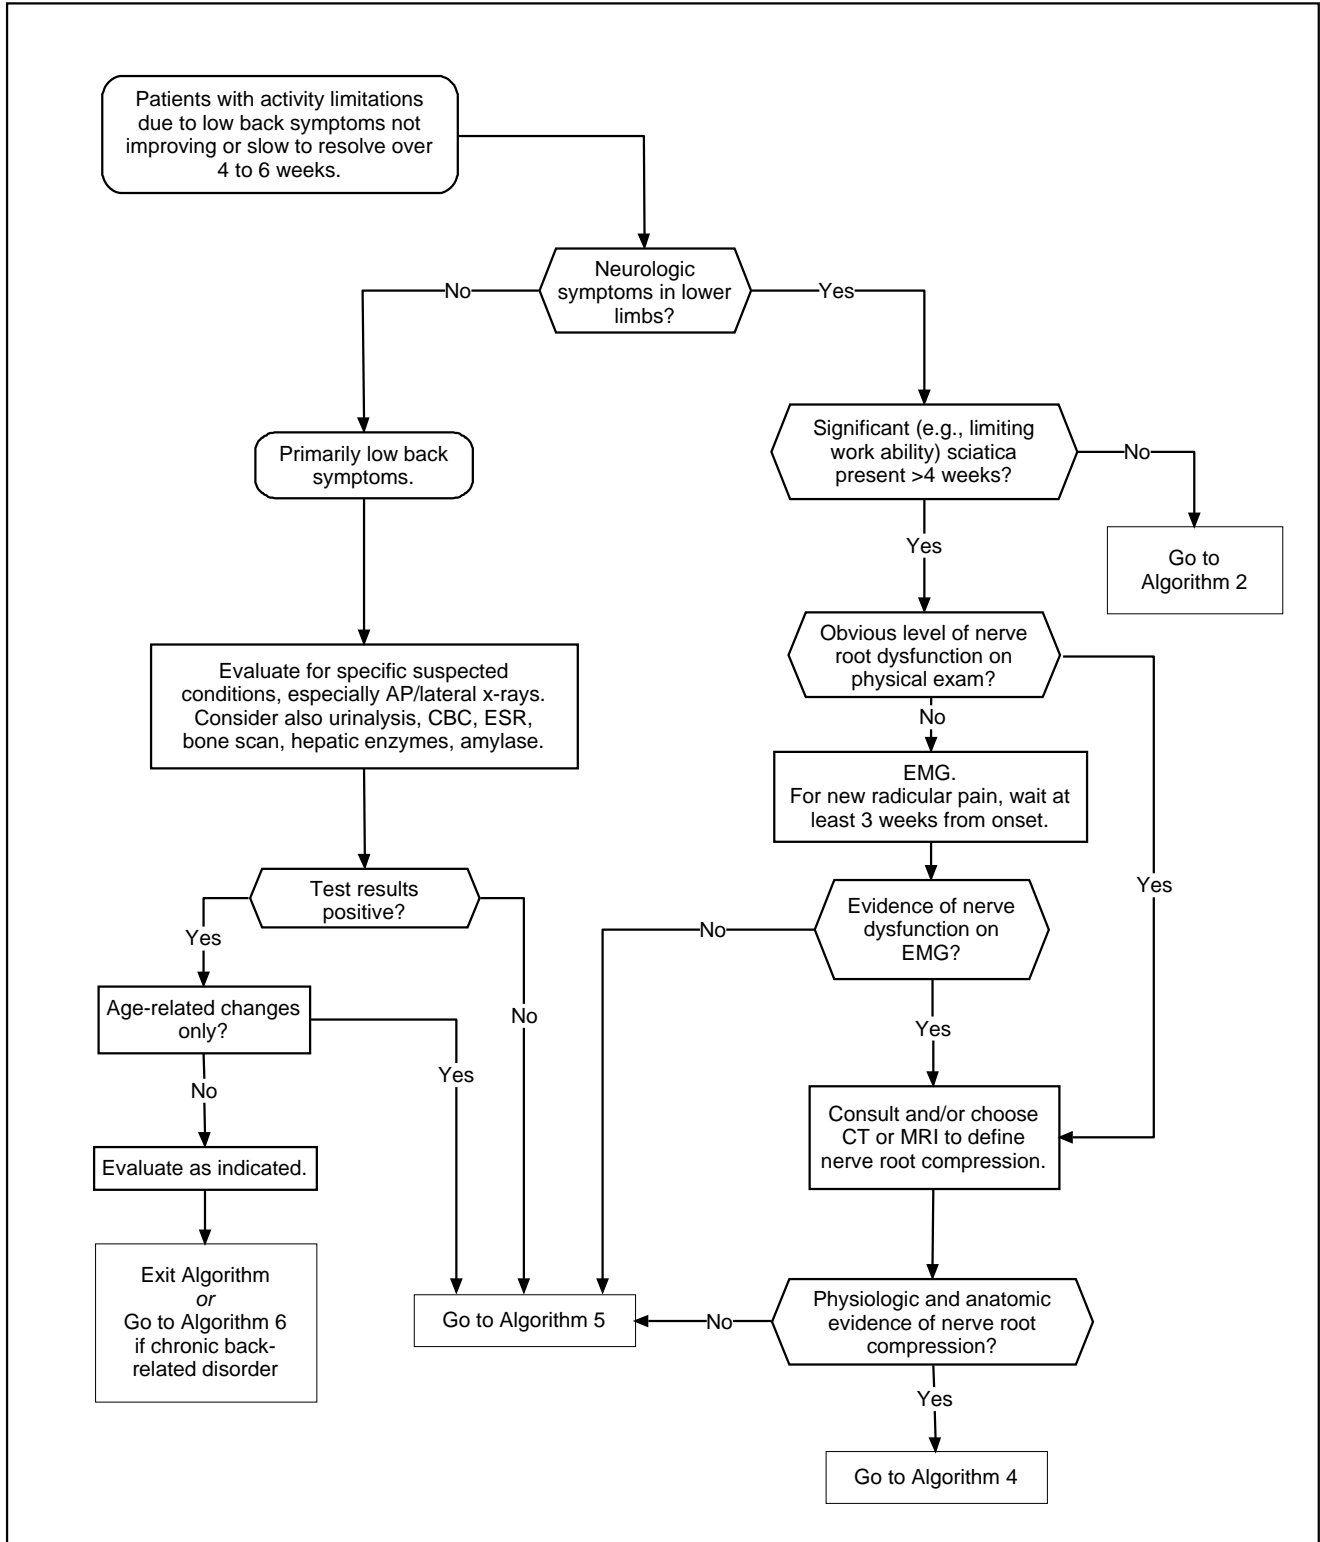 Patients with activity limitations
due to low back symptoms not
improving or slow to resolve over
4 to 6 weeks.
Neurologic
symptoms in lower
limbs?
No
Yes
Primarily low back
symptoms.
Significant (e.g., limiting
work ability) sciatica
present >4 weeks?
No
Yes
Go to
Algorithm 2
Evaluate for specific suspected
conditions, especially AP/lateral x-rays.
Consider also urinalysis, CBC, ESR,
bone scan, hepatic enzymes, amylase.
Obvious level of nerve
root dysfunction on
physical exam?
No
Yes
EMG.
For new radicular pain, wait at
least 3 weeks from onset.
Test results
positive?
Yes
No
Evidence of nerve
dysfunction on
EMG?
No
Yes
Age-related changes
only?
Yes
No
Consult and/or choose
CT or MRI to define
nerve root compression.
Evaluate as indicated.
Exit Algorithm
or
Go to Algorithm 6
if chronic back-
related disorder
Go to Algorithm 5
No
Physiologic and anatomic
evidence of nerve root
compression?
Yes
Go to Algorithm 4